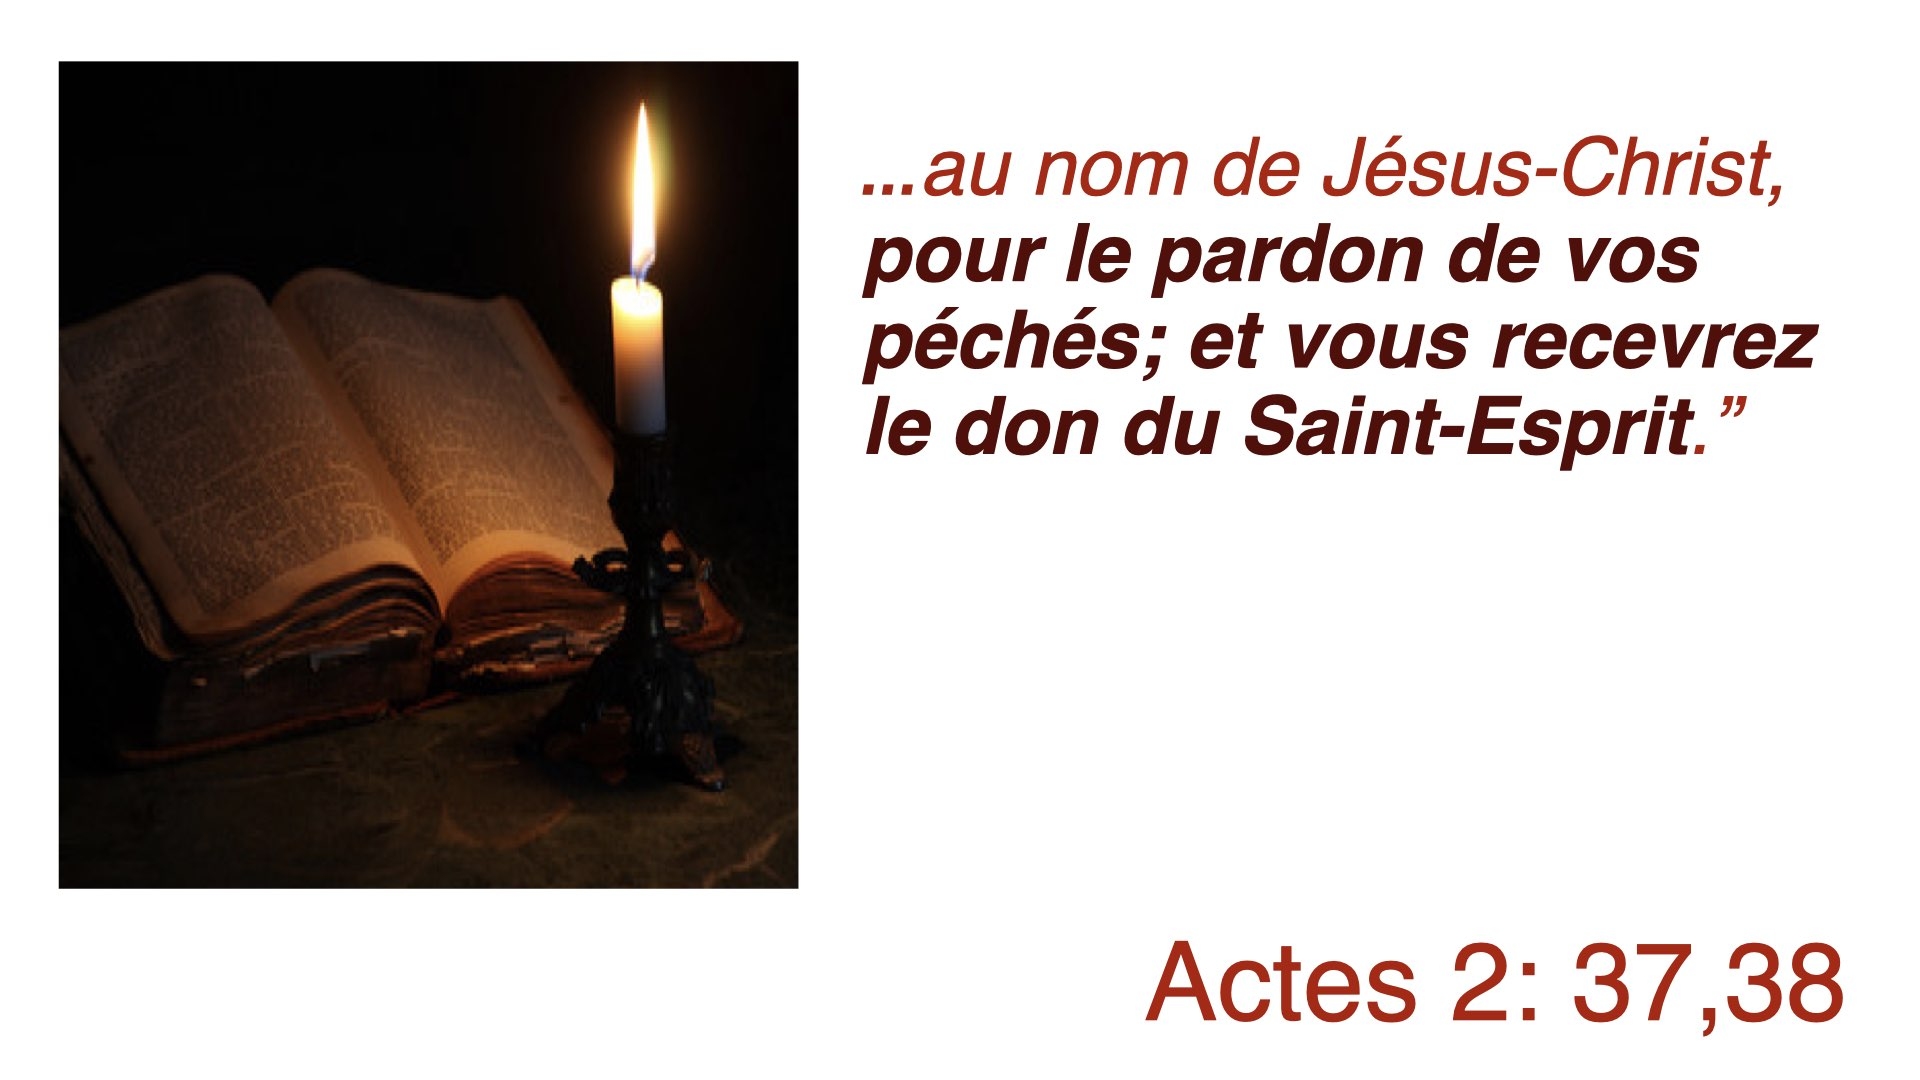 ...au nom de Jésus-Christ,
pour le pardon de vos
péchés; et vous recevrez
le don du Saint-Esprit.”
Actes 2: 37,38